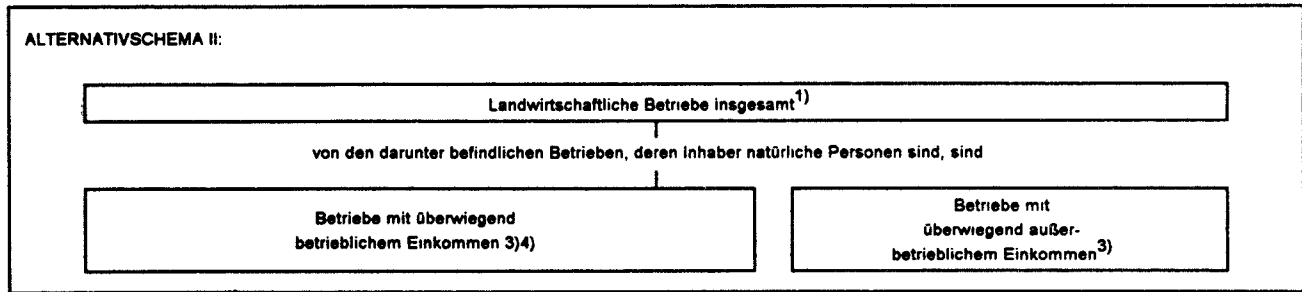 ALTERNATIVSCHEMA II:
Landwirtschaftliche Betriebe insgesamt1)
von den darunter befindlichen Betrieben, deren Inhaber natürliche Personen sind, sind
Betriebe mit überwiegend
betrieblichem Einkommen 3)4)
Betriebe mit
überwiegend außer-
betrieblichem Einkommen3)